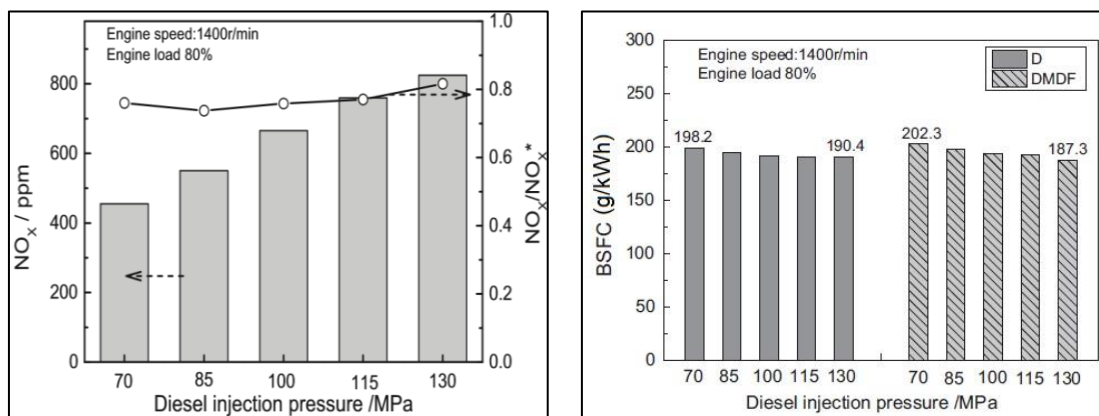 Engine speed:1400r/min
Engine load 80%
NOx / ppm
800
600
400
200
0
1.0
0.8
0.6
0.4
0.2
0.0
NOx/NOx*
70 85 100 115 130
Diesel injection pressure /MPa
Engine speed:1400r/min
Engine load 80%
D
DMDF
BSFC (g/kWh)
300
250
200
150
100
50
0
198.2 190.4 202.3 187.3
70 85 100 115 130 70 85 100 115 130
Diesel injection pressure /MPa